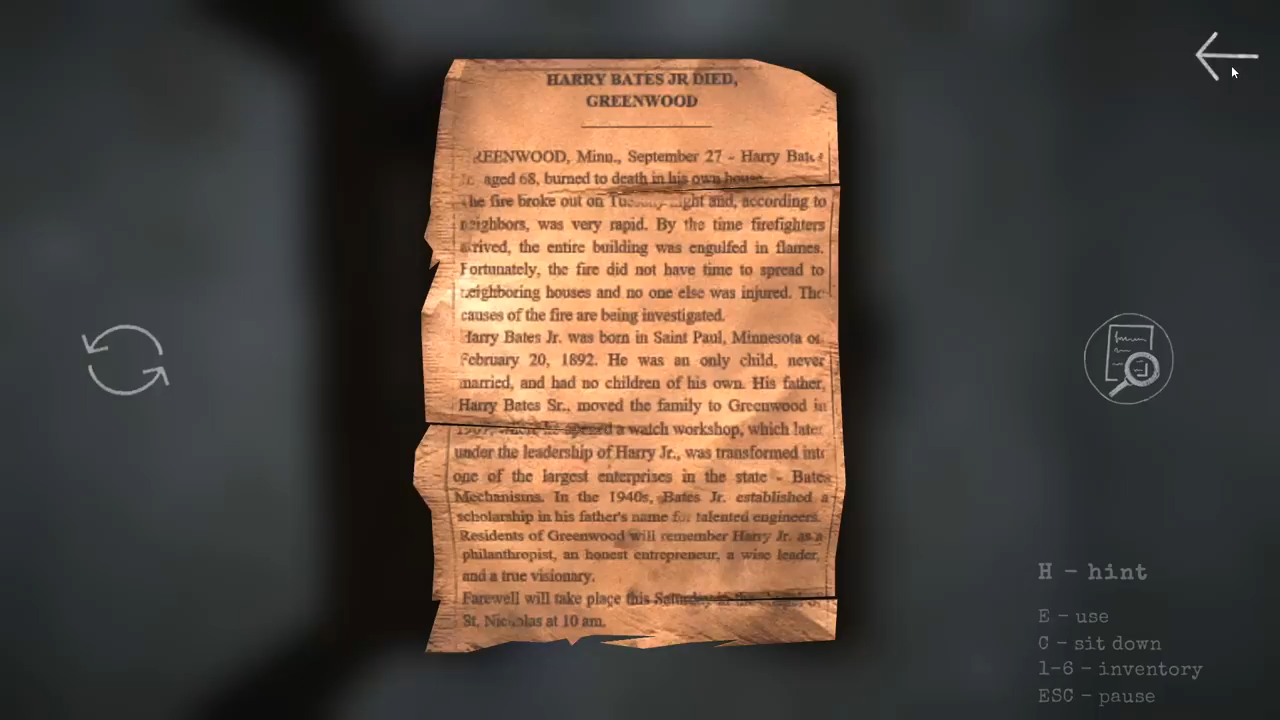 HARRY BATES JR DIED,
GREENWOOD
GREENWOOD, Minn., September 27 - Harry Bates
Jr. aged 68, burned to death in his own house.
The fire broke out on Tuesday night and, according to
neighbors, was very rapid. By the time firefighters
arrived, the entire building was engulfed in flames.
Fortunately, the fire did not have time to spread to
neighboring houses and no one else was injured. The
causes of the fire are being investigated.
Harry Bates Jr. was born in Saint Paul, Minnesota on
February 20, 1892. He was an only child, never
married, and had no children of his own. His father,
Harry Bates Sr., moved the family to Greenwood in
where he opened a watch workshop, which later
under the leadership of Harry Jr., was transformed into
one of the largest enterprises in the state - Bates
Mechanisms. In the 1940s, Bates Jr. established a
scholarship in his father's name for talented engineers.
Residents of Greenwood will remember Harry Jr. as a
philanthropist, an honest entrepreneur, a wise leader,
and a true visionary.
Farewell will take place this Saturday in the
St. Nicholas at 10 am.
H - hint
E - use
C - sit down
1-6 - inventory
ESC - pause